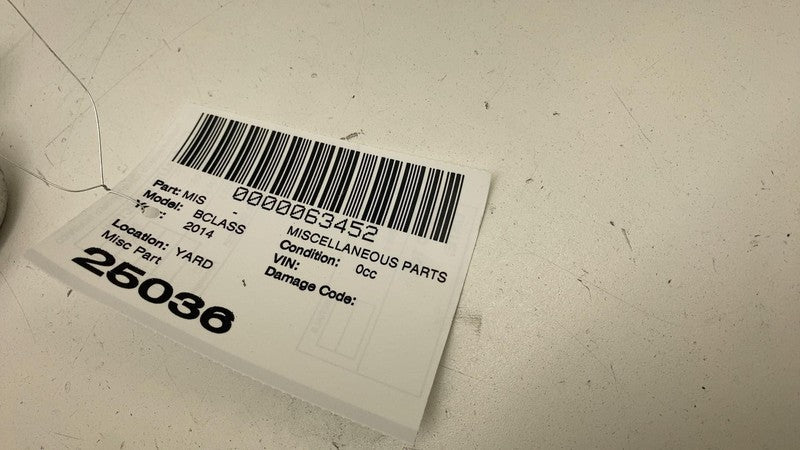 0000063452
Part: MIS - MISCELLANEOUS PARTS
Model: BCLASS Condition: 0cc
2014 VIN:
Location: YARD Damage Code:
Misc Part
25036